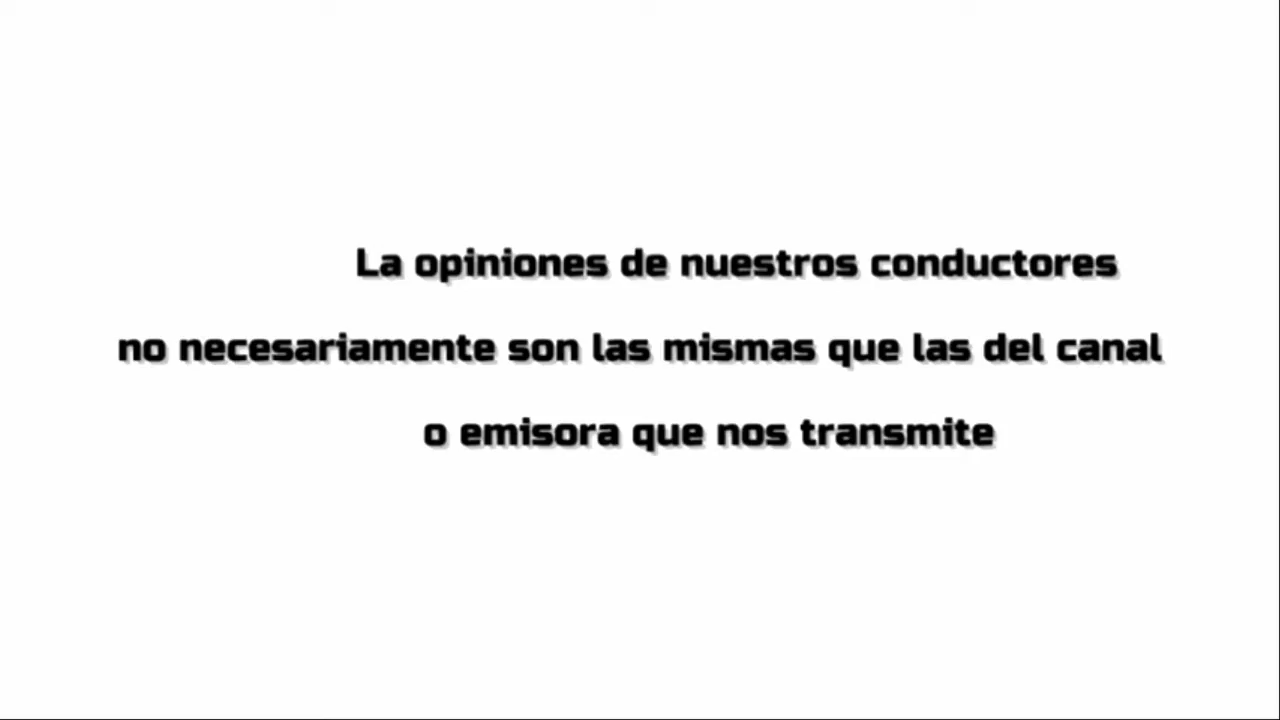 La opiniones de nuestros conductores
no necesariamente son las mismas que las del canal
o emisora que nos transmite